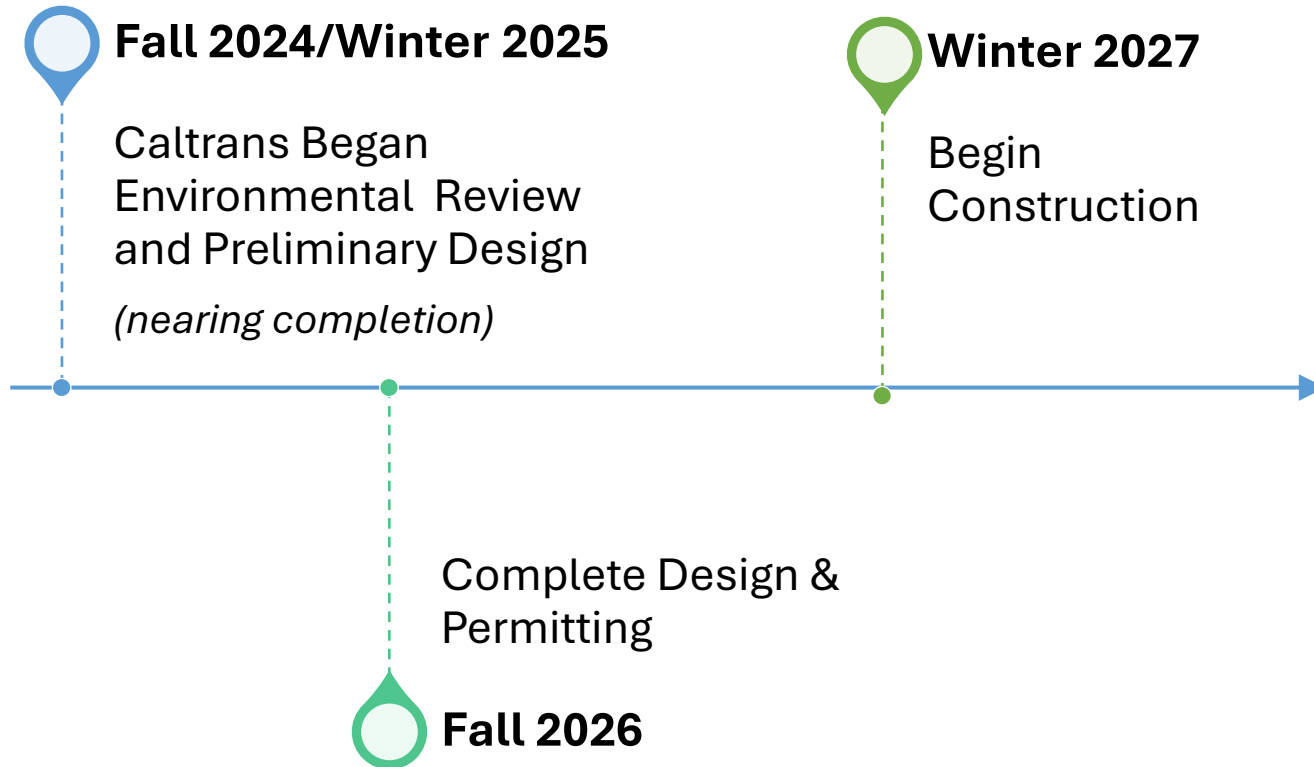 Fall 2024/Winter 2025
Caltrans Began
Environmental  Review
and Preliminary Design
(nearing completion)
Winter 2027
Begin
Construction
Complete Design &
Permitting
Fall 2026